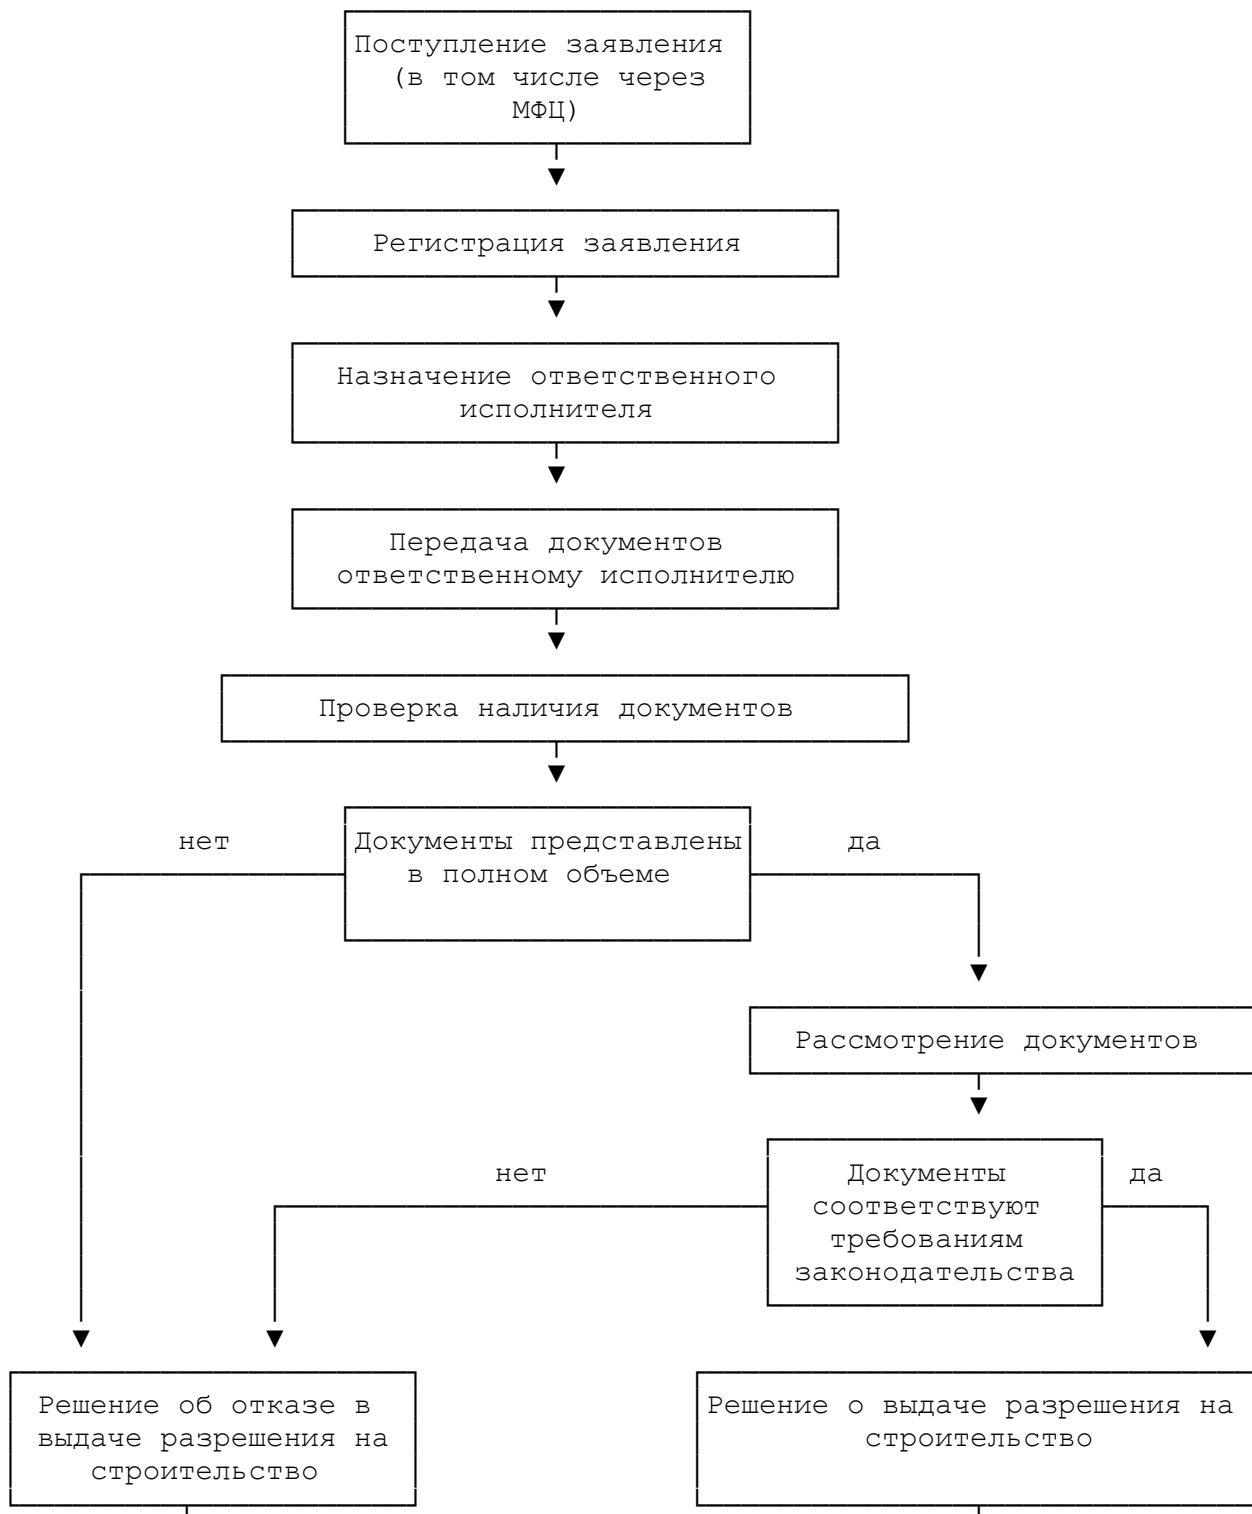 Поступление заявления
(в том числе через
МФЦ)
Регистрация заявления
Назначение ответственного
исполнителя
Передача документов
ответственному исполнителю
Проверка наличия документов
нет
Документы представлены
в полном объеме
да
Рассмотрение документов
нет
Документы
соответствуют
требованиям
законодательства
да
Решение об отказе в
выдаче разрешения на
строительство
Решение о выдаче разрешения на
строительство